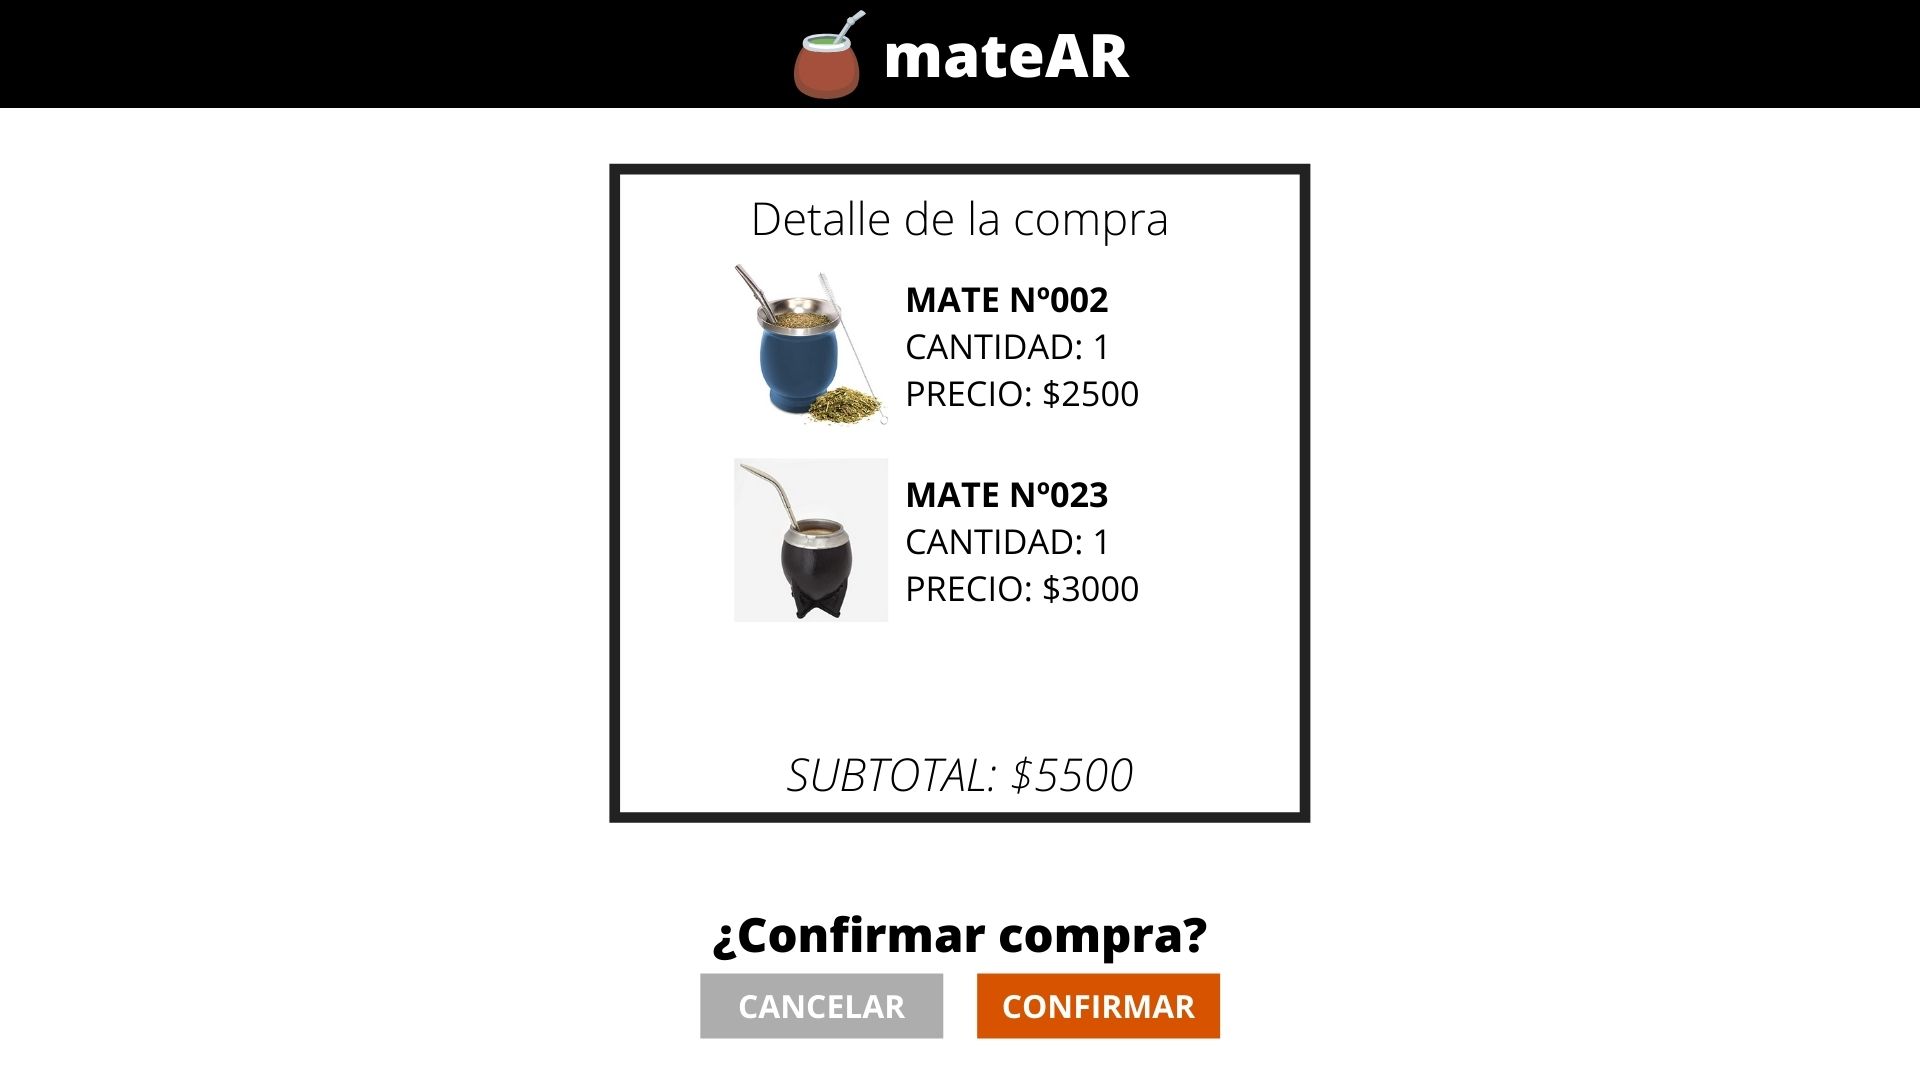 mateAR
Detalle de la compra
MATE Nº002
CANTIDAD: 1
PRECIO: $2500
MATE Nº023
CANTIDAD: 1
PRECIO: $3000
SUBTOTAL: $5500
¿Confirmar compra?
CANCELAR CONFIRMAR